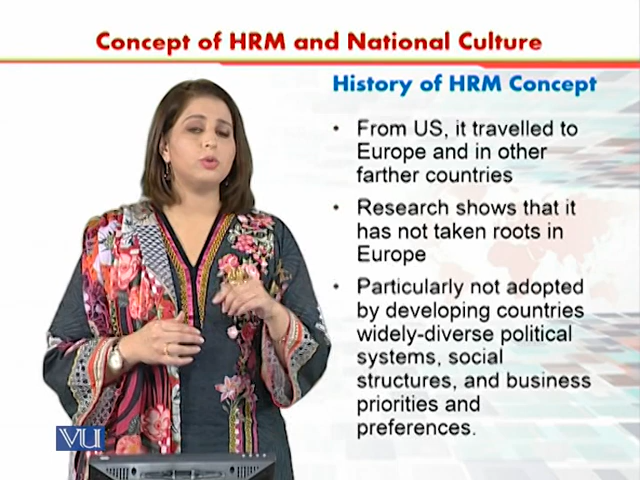 Concept of HRM and National Culture
History of HRM Concept
• From US, it travelled to
Europe and in other
farther countries
• Research shows that it
has not taken roots in
Europe
• Particularly not adopted
by developing countries
widely-diverse political
systems, social
structures, and business
priorities and
preferences.
VU